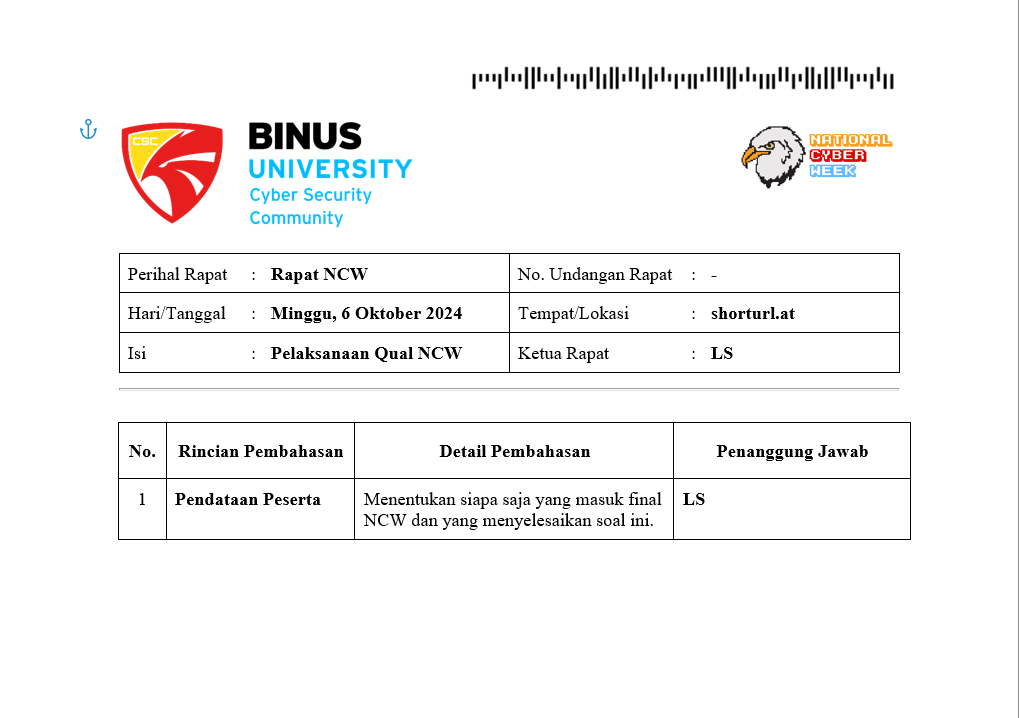 CSC
BINUS
UNIVERSITY
Cyber Security
Community
NATIONAL
CYBER
WEEK
Perihal Rapat : Rapat NCW No. Undangan Rapat : -
Hari/Tanggal : Minggu, 6 Oktober 2024 Tempat/Lokasi : shorturl.at
Isi : Pelaksanaan Qual NCW Ketua Rapat : LS
No. Rincian Pembahasan Detail Pembahasan Penanggung Jawab
1 Pendataan Peserta Menentukan siapa saja yang masuk final LS
NCW dan yang menyelesaikan soal ini.